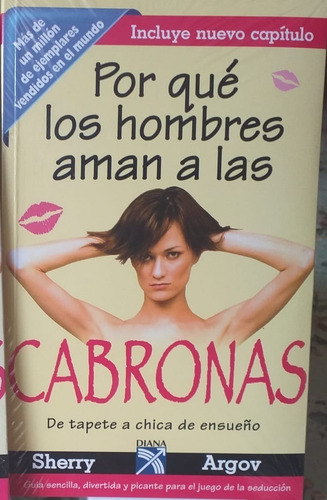 Más de
un millón
de ejemplares
vendidos en el mundo
Incluye nuevo capítulo
Por qué
los hombres
aman a las
CABRONAS
De tapete a chica de ensueño
DIANA
Sherry Argov
Guía sencilla, divertida y picante para el juego de la seducción